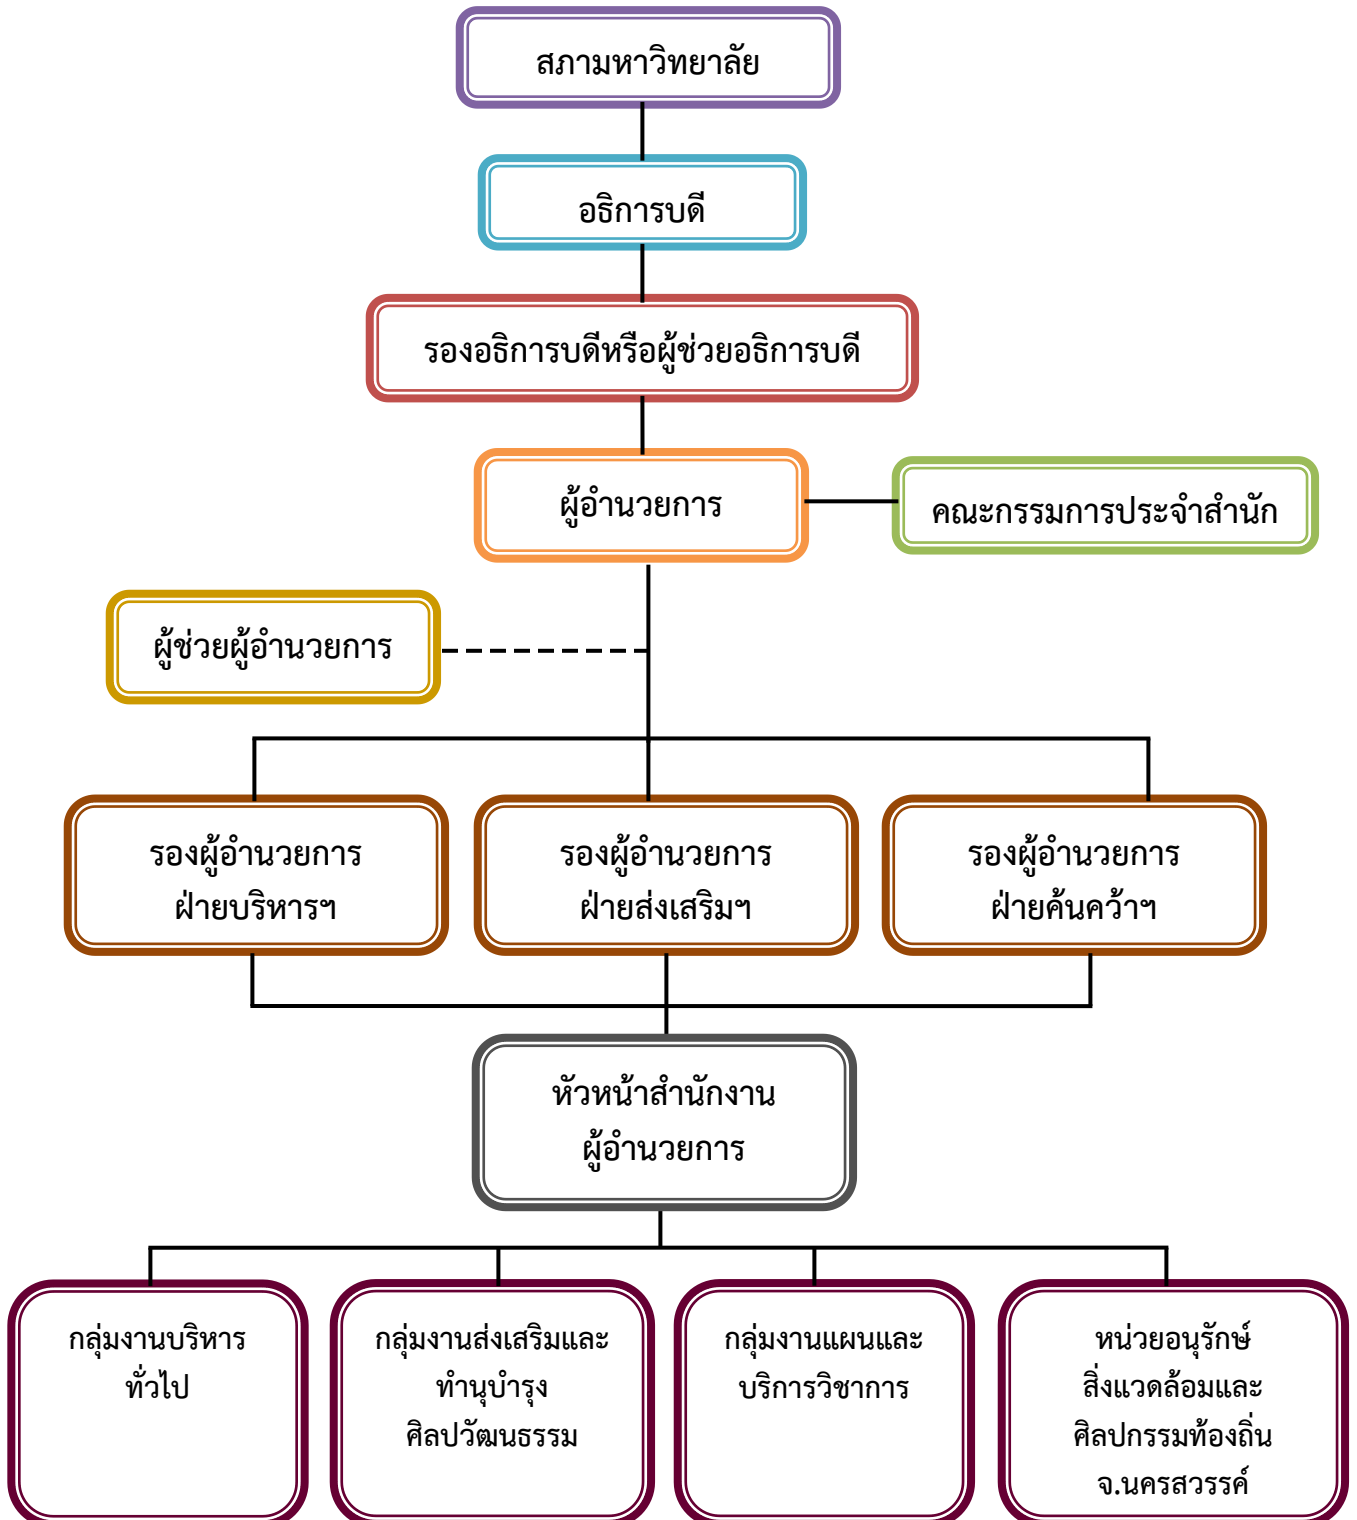 สภามหาวิทยาลัย
อธิการบดี
รองอธิการบดีหรือผู้ช่วยอธิการบดี
ผู้อำนวยการ
คณะกรรมการประจำสำนัก
ผู้ช่วยผู้อำนวยการ
รองผู้อำนวยการ
ฝ่ายบริหารฯ
รองผู้อำนวยการ
ฝ่ายส่งเสริมฯ
รองผู้อำนวยการ
ฝ่ายค้นคว้าฯ
หัวหน้าสำนักงาน
ผู้อำนวยการ
กลุ่มงานบริหาร
ทั่วไป
กลุ่มงานส่งเสริมและ
ทำนุบำรุง
ศิลปวัฒนธรรม
กลุ่มงานแผนและ
บริการวิชาการ
หน่วยอนุรักษ์
สิ่งแวดล้อมและ
ศิลปกรรมท้องถิ่น
จ.นครสวรรค์